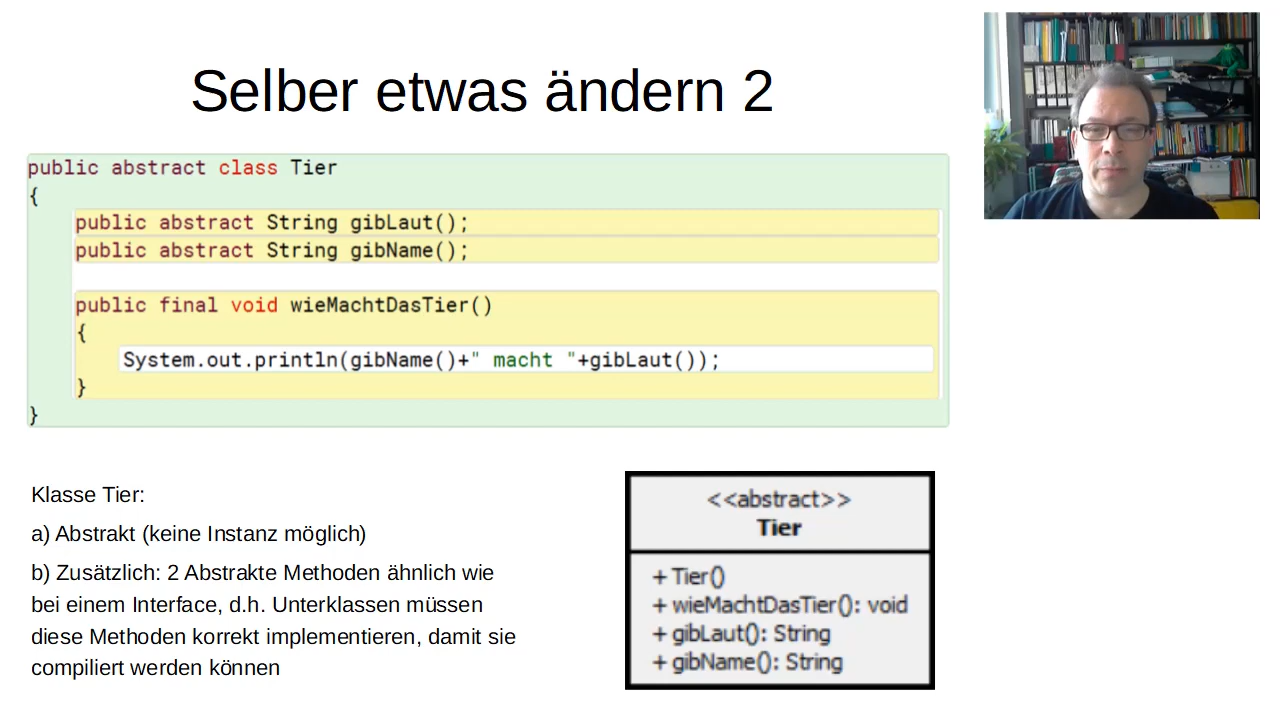 Selber etwas ändern 2
public abstract class Tier
{
public abstract String gibLaut();
public abstract String gibName();
public final void wieMachtDasTier()
{
System.out.println(gibName()+" macht "+gibLaut());
}
}
Klasse Tier:
a) Abstrakt (keine Instanz möglich)
b) Zusätzlich: 2 Abstrakte Methoden ähnlich wie
bei einem Interface, d.h. Unterklassen müssen
diese Methoden korrekt implementieren, damit sie
compiliert werden können
<<abstract>>
Tier
+ Tier()
+ wieMachtDasTier(): void
+ gibLaut(): String
+ gibName(): String